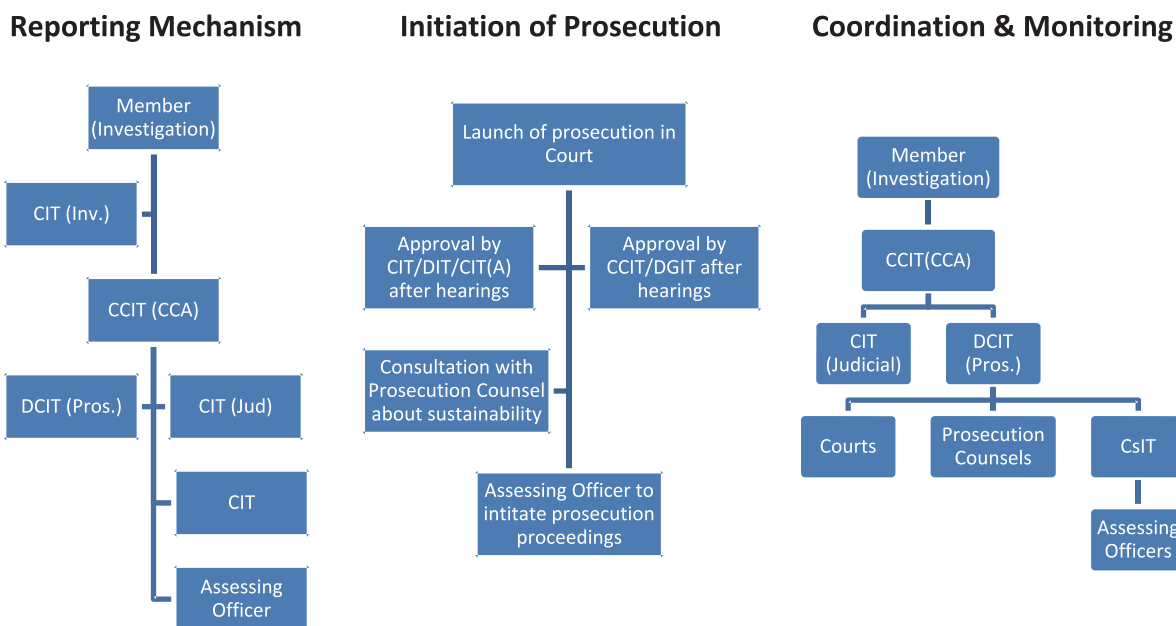 Reporting Mechanism
Member
(Investigation)
CIT (Inv.)
CCIT (CCA)
DCIT (Pros.)
CIT (Jud)
CIT
Assessing
Officer
Initiation of Prosecution
Launch of prosecution in
Court
Approval by
CIT/DIT/CIT(A)
after hearings
Approval by
CCIT/DGIT after
hearings
Consultation with
Prosecution Counsel
about sustainability
Assessing Officer to
intitate prosecution
proceedings
Coordination & Monitoring
Member
(Investigation)
CCIT(CCA)
CIT
(Judicial)
DCIT
(Pros.)
Courts
Prosecution
Counsels
CsIT
Assessing
Officers